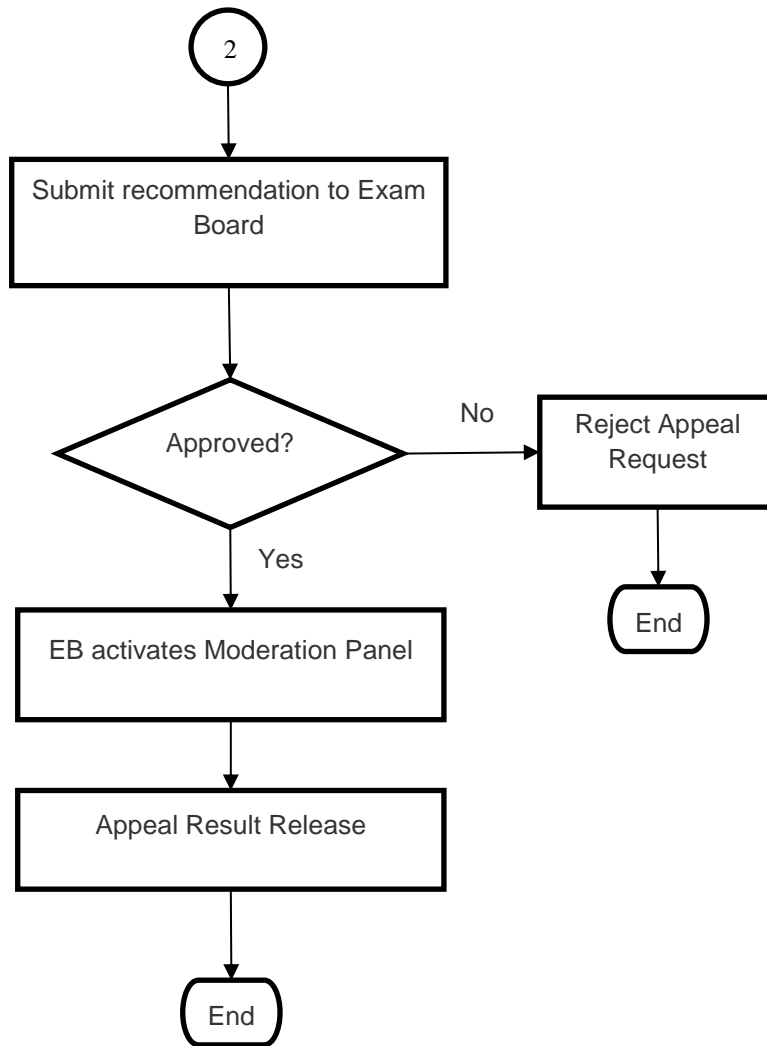 2
Submit recommendation to Exam
Board
Approved?
No
Reject Appeal
Request
Yes
End
EB activates Moderation Panel
Appeal Result Release
End